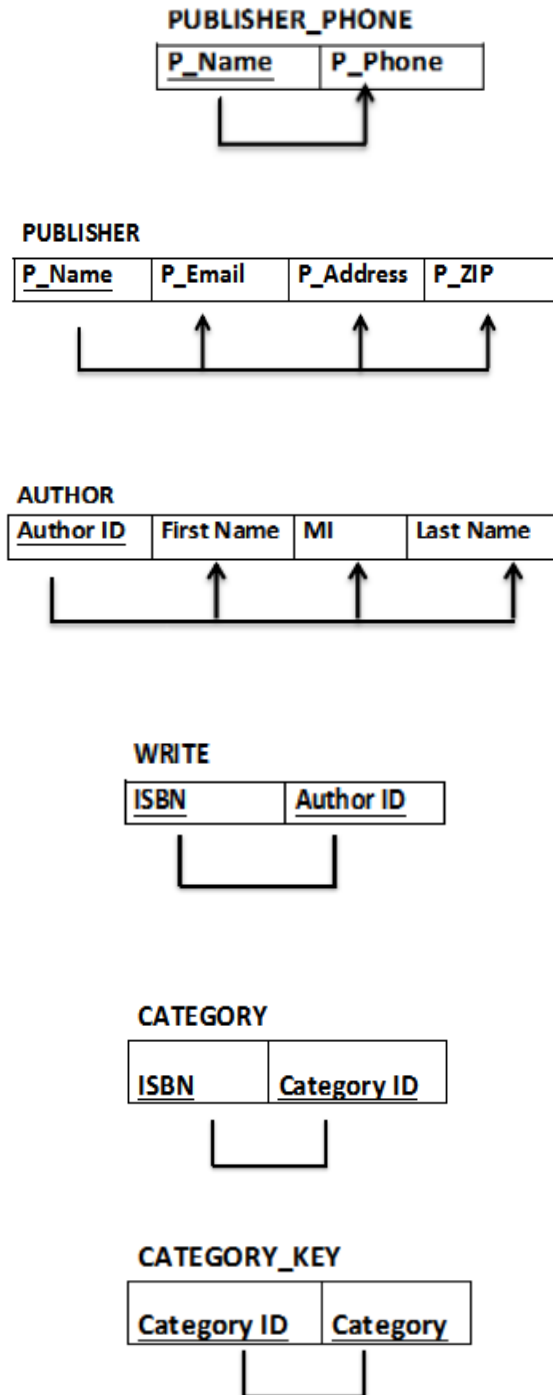 PUBLISHER_PHONE
P_Name P_Phone
PUBLISHER
P_Name P_Email P_Address P_ZIP
AUTHOR
Author ID First Name MI Last Name
WRITE
ISBN Author ID
CATEGORY
ISBN Category ID
CATEGORY_KEY
Category ID Category